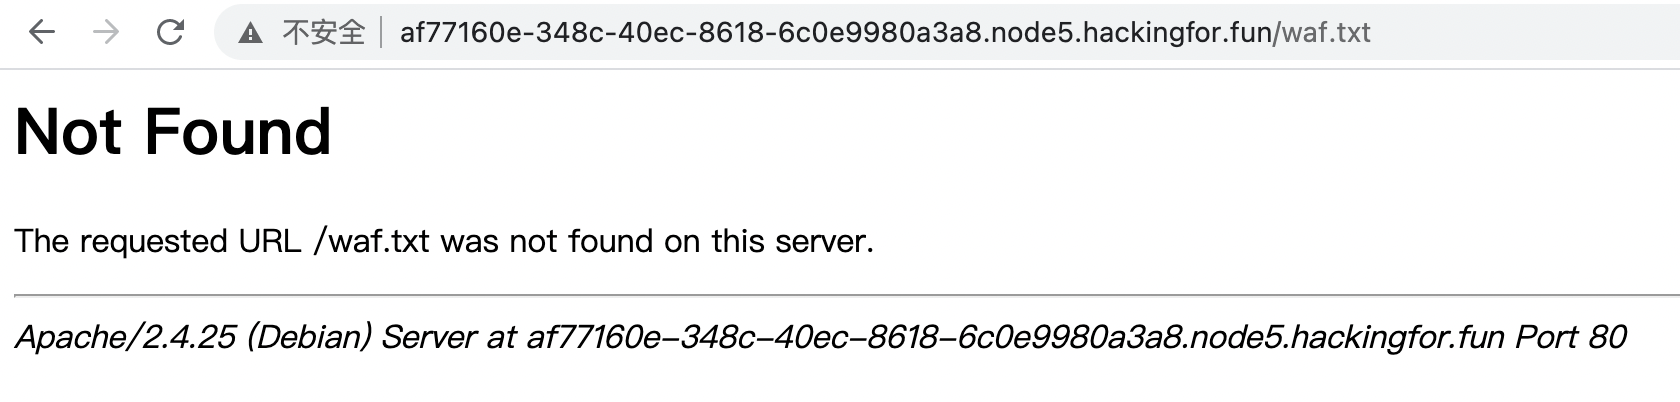 不安全 af77160e-348c-40ec-8618-6c0e9980a3a8.node5.hackingfor.fun/waf.txt
Not Found
The requested URL /waf.txt was not found on this server.
Apache/2.4.25 (Debian) Server at af77160e-348c-40ec-8618-6c0e9980a3a8.node5.hackingfor.fun Port 80